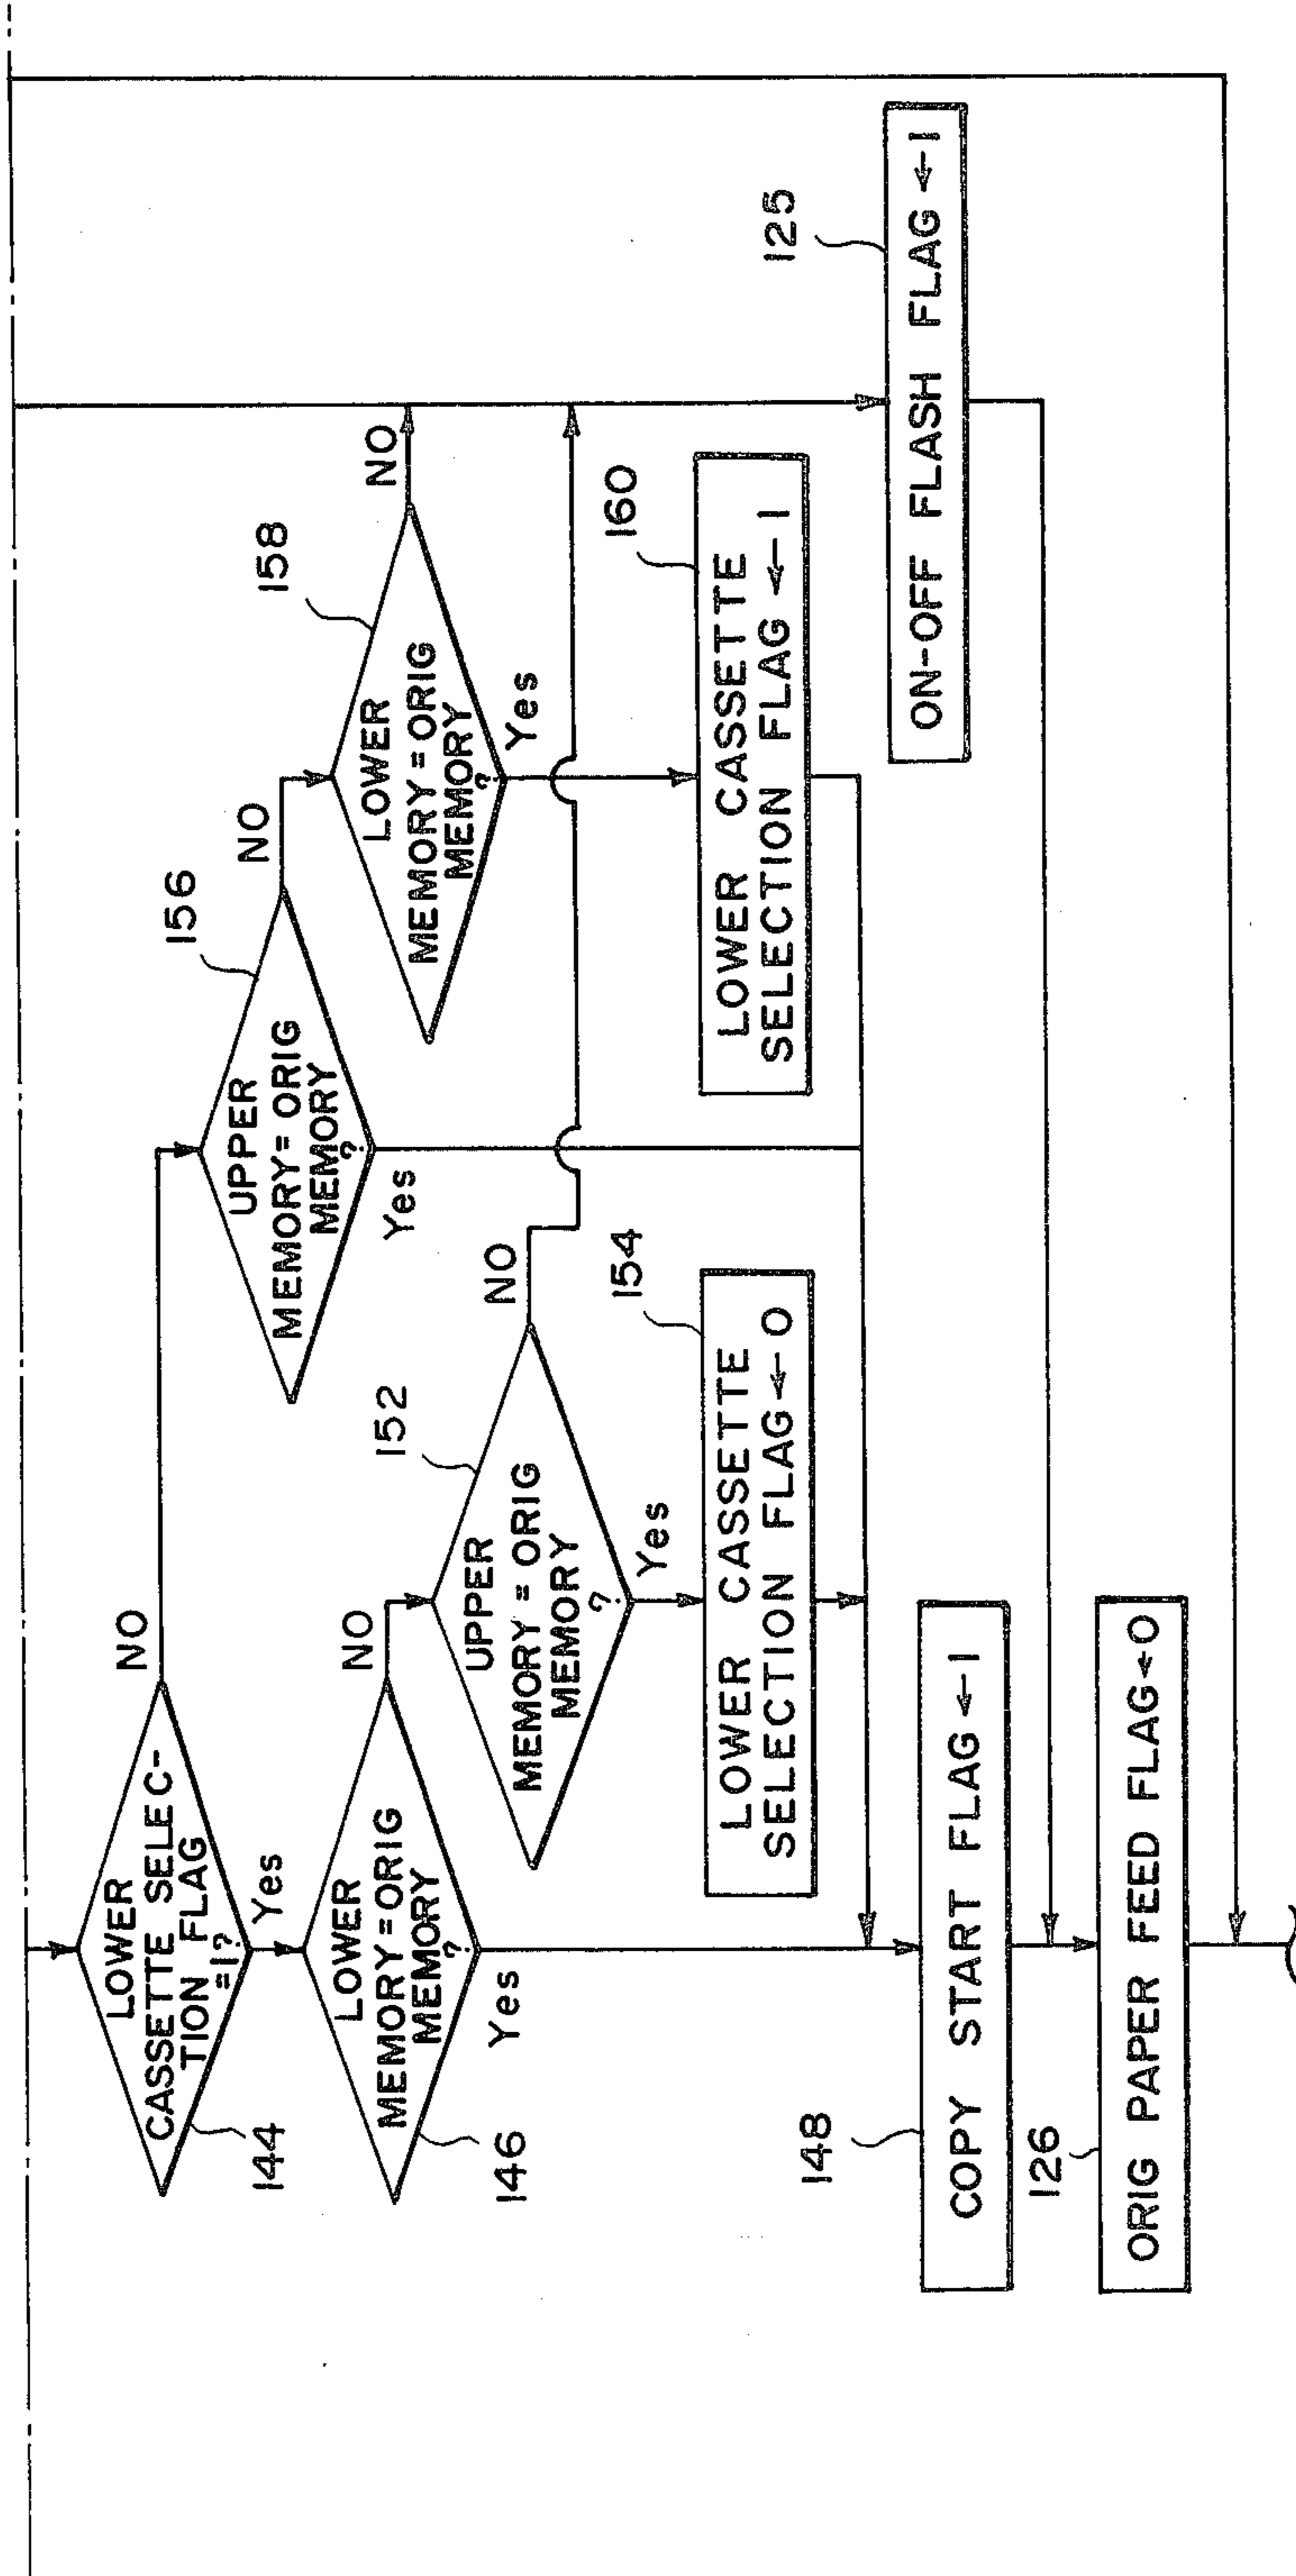 LOWER
CASSETTE SELEC-
TION FLAG
=1?
144
NO
Yes
LOWER
MEMORY=ORIG
MEMORY
?
146
NO
Yes
UPPER
MEMORY=ORIG
MEMORY
?
152
NO
Yes
LOWER CASSETTE
SELECTION FLAG←0
154
UPPER
MEMORY=ORIG
MEMORY
?
156
NO
Yes
LOWER
MEMORY=ORIG
MEMORY
?
158
NO
Yes
LOWER CASSETTE
SELECTION FLAG←1
160
ON-OFF FLASH FLAG←1
125
COPY START FLAG←1
148
ORIG PAPER FEED FLAG←0
126